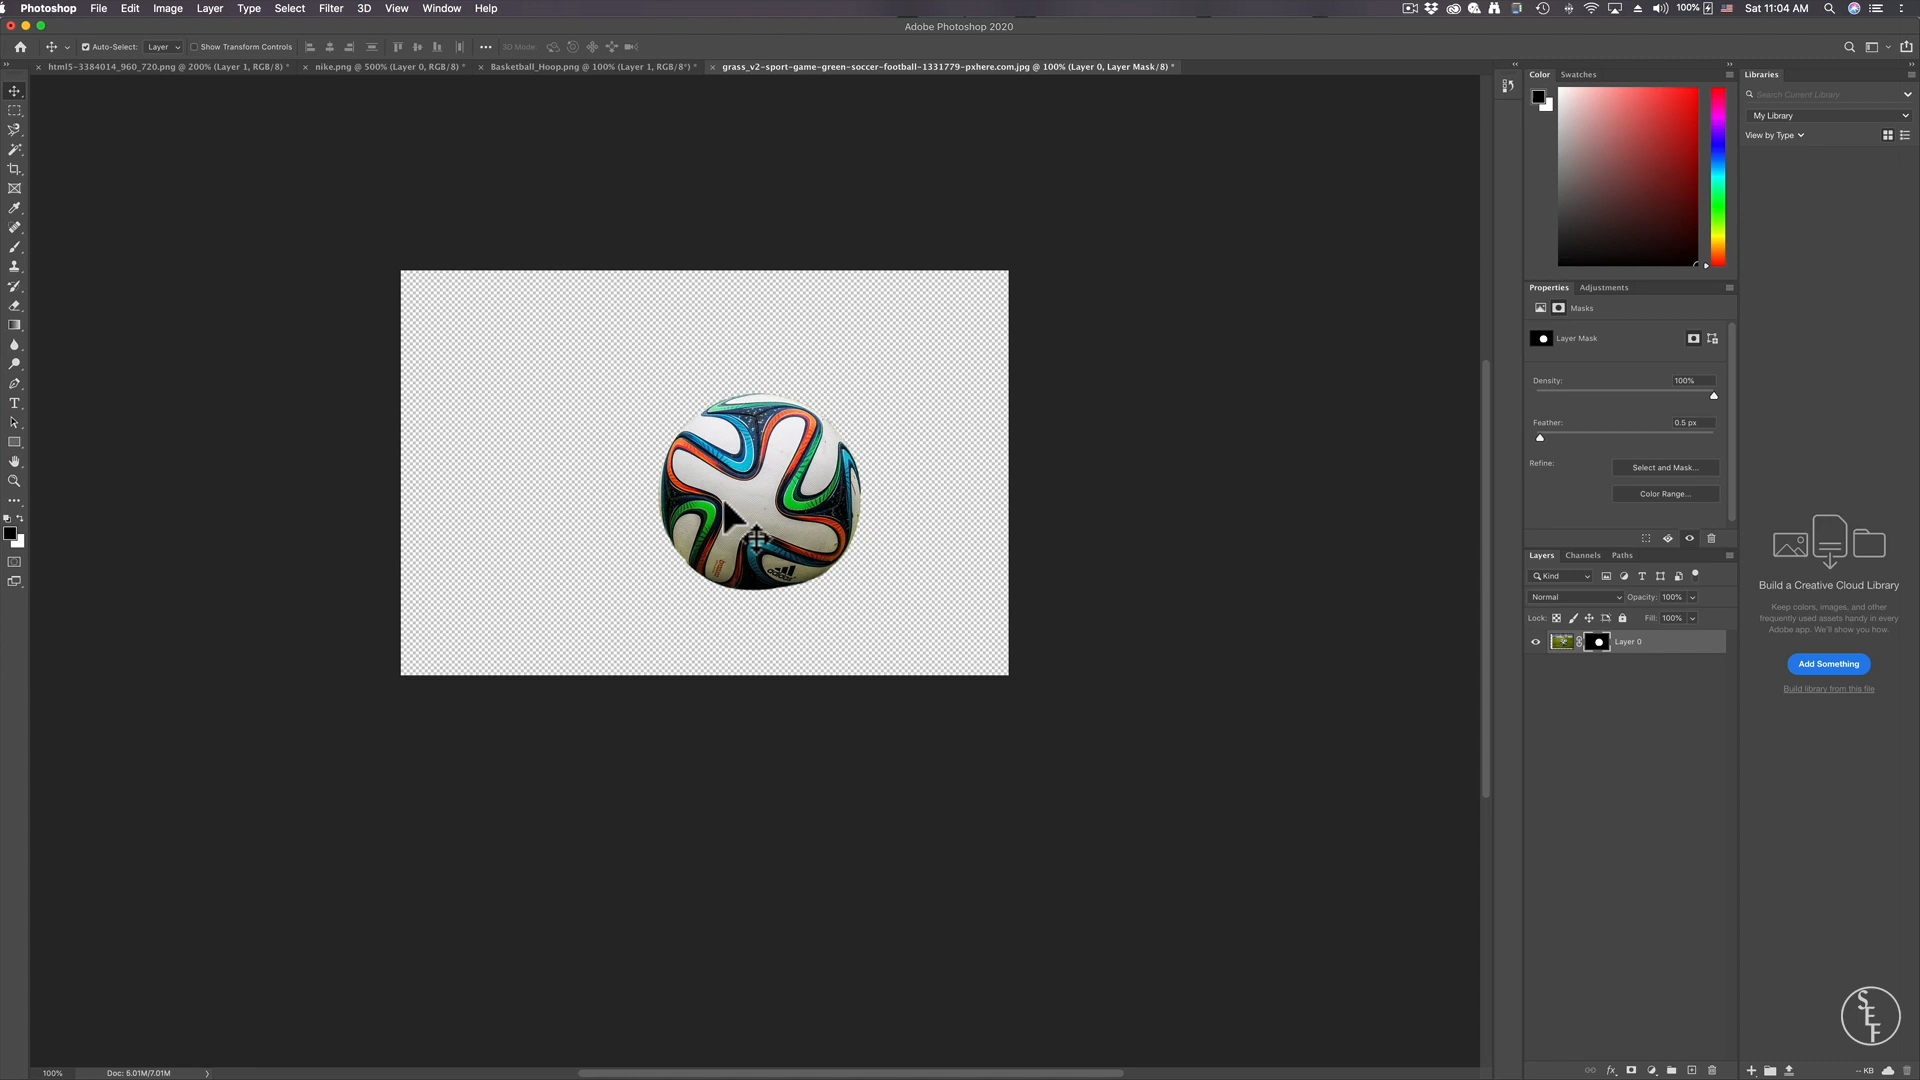 Photoshop File Edit Image Layer Type Select Filter 3D View Window Help
100% Sat 11:04 AM
Adobe Photoshop 2020
Auto-Select: Layer Show Transform Controls 3D Mode:
html5-3384014_960_720.png @ 200% (Layer 1, RGB/8) *
nike.png @ 500% (Layer 0, RGB/8) *
Basketball_Hoop.png @ 100% (Layer 1, RGB/8*) *
grass_v2-sport-game-green-soccer-football-1331779-pxhere.com.jpg @ 100% (Layer 0, Layer Mask/8) *
Color Swatches
Libraries
Search Current Library
My Library
View by Type
Properties Adjustments
Masks
Layer Mask
Density: 100%
Feather: 0.5 px
Refine: Select and Mask...
Color Range...
Layers Channels Paths
Kind
Normal Opacity: 100%
Lock: Fill: 100%
Layer 0
Build a Creative Cloud Library
Keep colors, images, and other
frequently used assets handy in every
Adobe app. We'll show you how.
Add Something
Build library from this file
adidas
SELF
100% Doc: 5.01M/7.01M
fx
-- KB